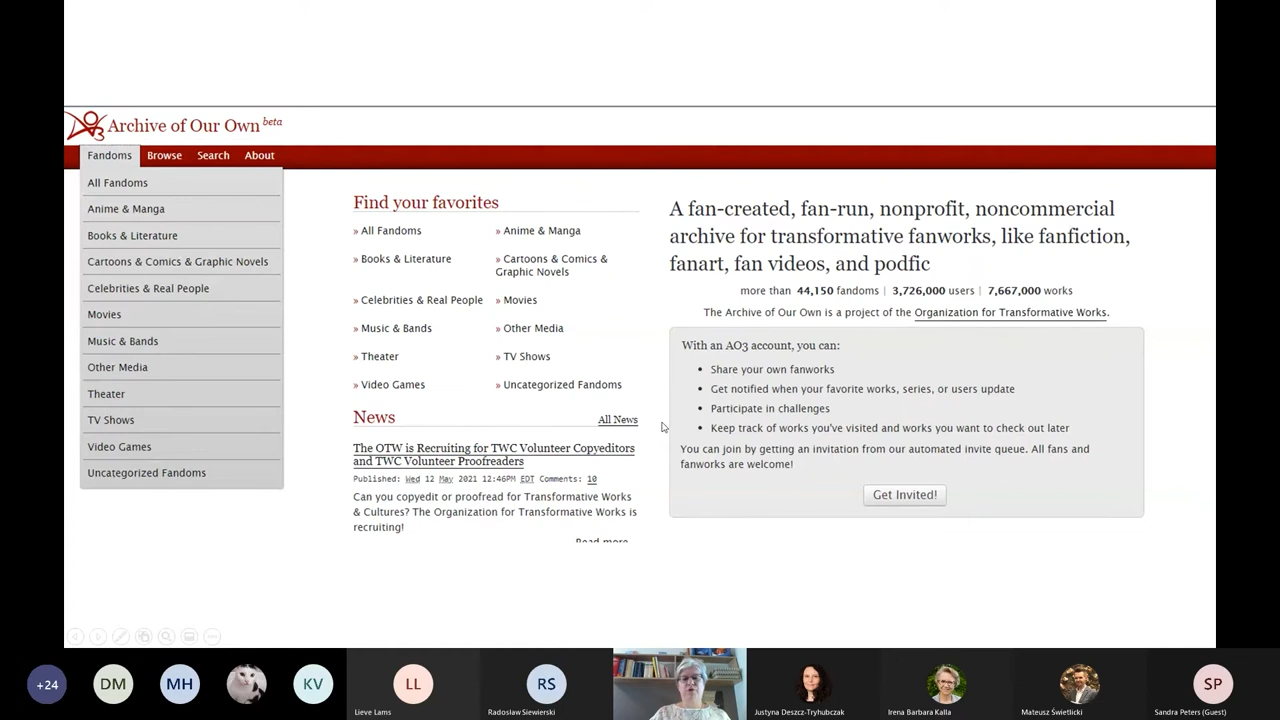 Archive of Our Own beta
Fandoms Browse Search About
All Fandoms
Anime & Manga
Books & Literature
Cartoons & Comics & Graphic Novels
Celebrities & Real People
Movies
Music & Bands
Other Media
Theater
TV Shows
Video Games
Uncategorized Fandoms
Find your favorites
» All Fandoms
» Anime & Manga
» Books & Literature
» Cartoons & Comics &
Graphic Novels
» Celebrities & Real People
» Movies
» Music & Bands
» Other Media
» Theater
» TV Shows
» Video Games
» Uncategorized Fandoms
News
All News
The OTW is Recruiting for TWC Volunteer Copyeditors
and TWC Volunteer Proofreaders
Published: Wed 12 May 2021 12:46PM EDT Comments: 10
Can you copyedit or proofread for Transformative Works
& Cultures? The Organization for Transformative Works is
recruiting!
Read more
A fan-created, fan-run, nonprofit, noncommercial
archive for transformative fanworks, like fanfiction,
fanart, fan videos, and podfic
more than 44,150 fandoms | 3,726,000 users | 7,667,000 works
The Archive of Our Own is a project of the Organization for Transformative Works.
With an AO3 account, you can:
• Share your own fanworks
• Get notified when your favorite works, series, or users update
• Participate in challenges
• Keep track of works you've visited and works you want to check out later
You can join by getting an invitation from our automated invite queue. All fans and
fanworks are welcome!
Get Invited!
+24
DM
MH
KV
LL
Lieve Lams
RS
Radosław Siewierski
Justyna Deszcz-Tryhubczak
Irena Barbara Kalla
Mateusz Świetlicki
SP
Sandra Peters (Guest)